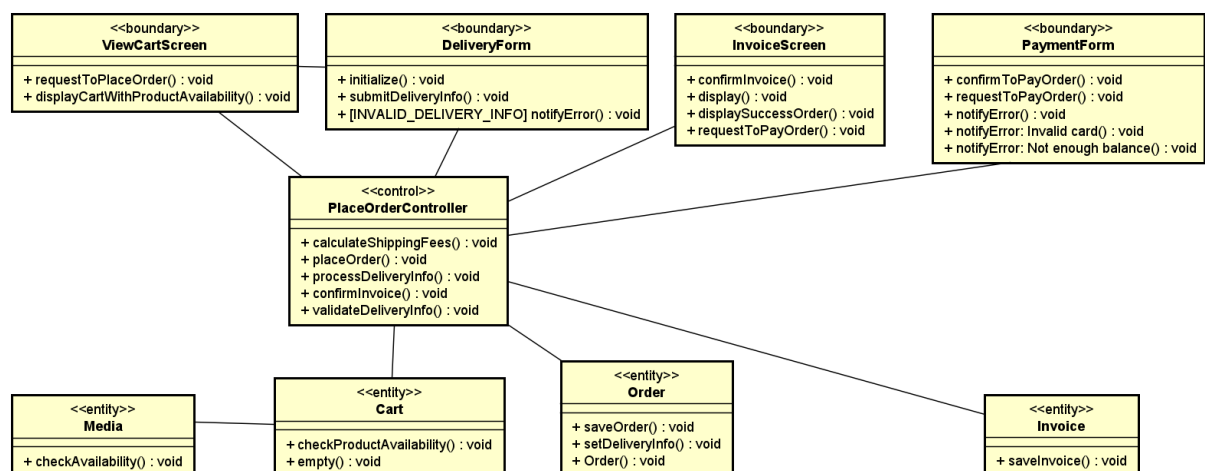 <<boundary>>
ViewCartScreen
+ requestToPlaceOrder() : void
+ displayCartWithProductAvailability() : void
<<boundary>>
DeliveryForm
+ initialize() : void
+ submitDeliveryInfo() : void
+ [INVALID_DELIVERY_INFO] notifyError() : void
<<boundary>>
InvoiceScreen
+ confirmInvoice() : void
+ display() : void
+ displaySuccessOrder() : void
+ requestToPayOrder() : void
<<boundary>>
PaymentForm
+ confirmToPayOrder() : void
+ requestToPayOrder() : void
+ notifyError() : void
+ notifyError: Invalid card() : void
+ notifyError: Not enough balance() : void
<<control>>
PlaceOrderController
+ calculateShippingFees() : void
+ placeOrder() : void
+ processDeliveryInfo() : void
+ confirmInvoice() : void
+ validateDeliveryInfo() : void
<<entity>>
Media
+ checkAvailability() : void
<<entity>>
Cart
+ checkProductAvailability() : void
+ empty() : void
<<entity>>
Order
+ saveOrder() : void
+ setDeliveryInfo() : void
+ Order() : void
<<entity>>
Invoice
+ saveInvoice() : void